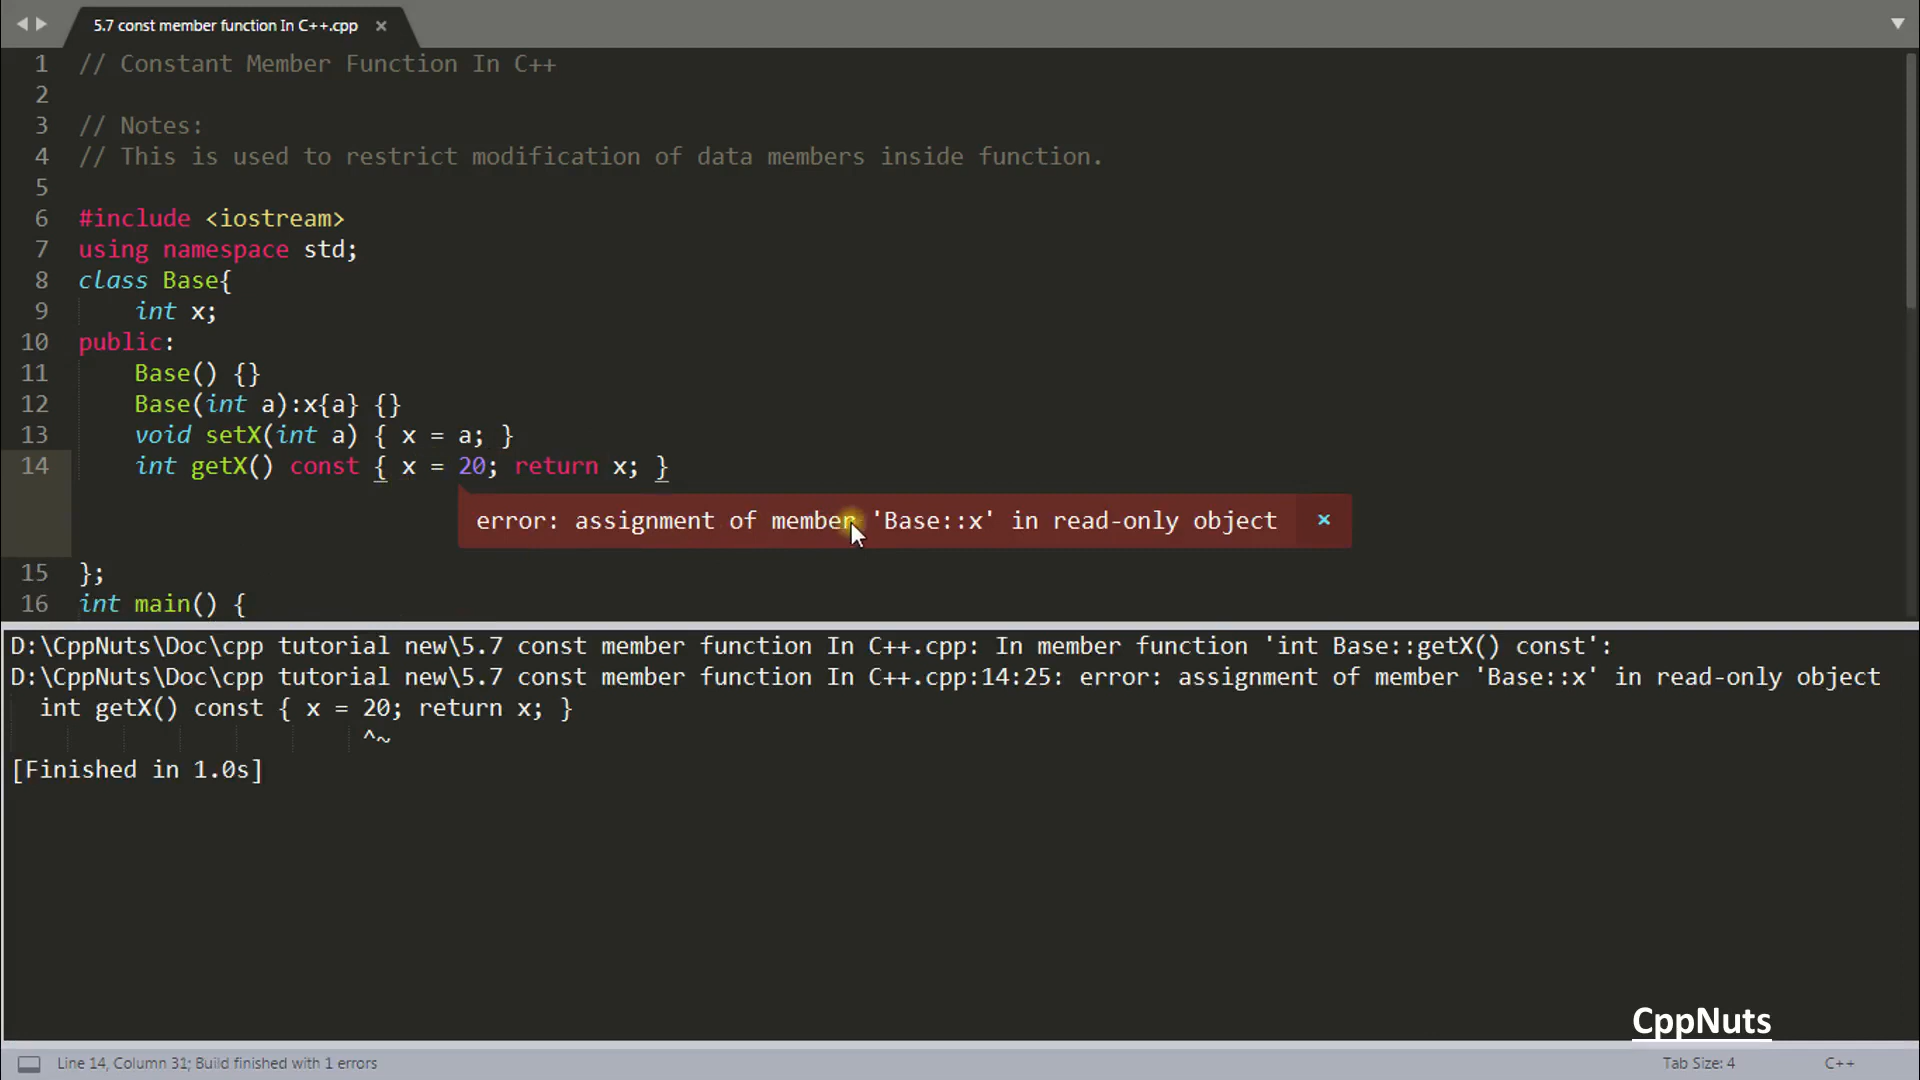 5.7 const member function In C++.cpp ×
1 // Constant Member Function In C++
2
3 // Notes:
4 // This is used to restrict modification of data members inside function.
5
6 #include <iostream>
7 using namespace std;
8 class Base{
9 int x;
10 public:
11 Base() {}
12 Base(int a):x{a} {}
13 void setX(int a) { x = a; }
14 int getX() const { x = 20; return x; }
error: assignment of member 'Base::x' in read-only object ×
15 };
16 int main() {
D:\CppNuts\Doc\cpp tutorial new\5.7 const member function In C++.cpp: In member function 'int Base::getX() const':
D:\CppNuts\Doc\cpp tutorial new\5.7 const member function In C++.cpp:14:25: error: assignment of member 'Base::x' in read-only object
int getX() const { x = 20; return x; }
^~
[Finished in 1.0s]
CppNuts
Line 14, Column 31; Build finished with 1 errors Tab Size: 4 C++